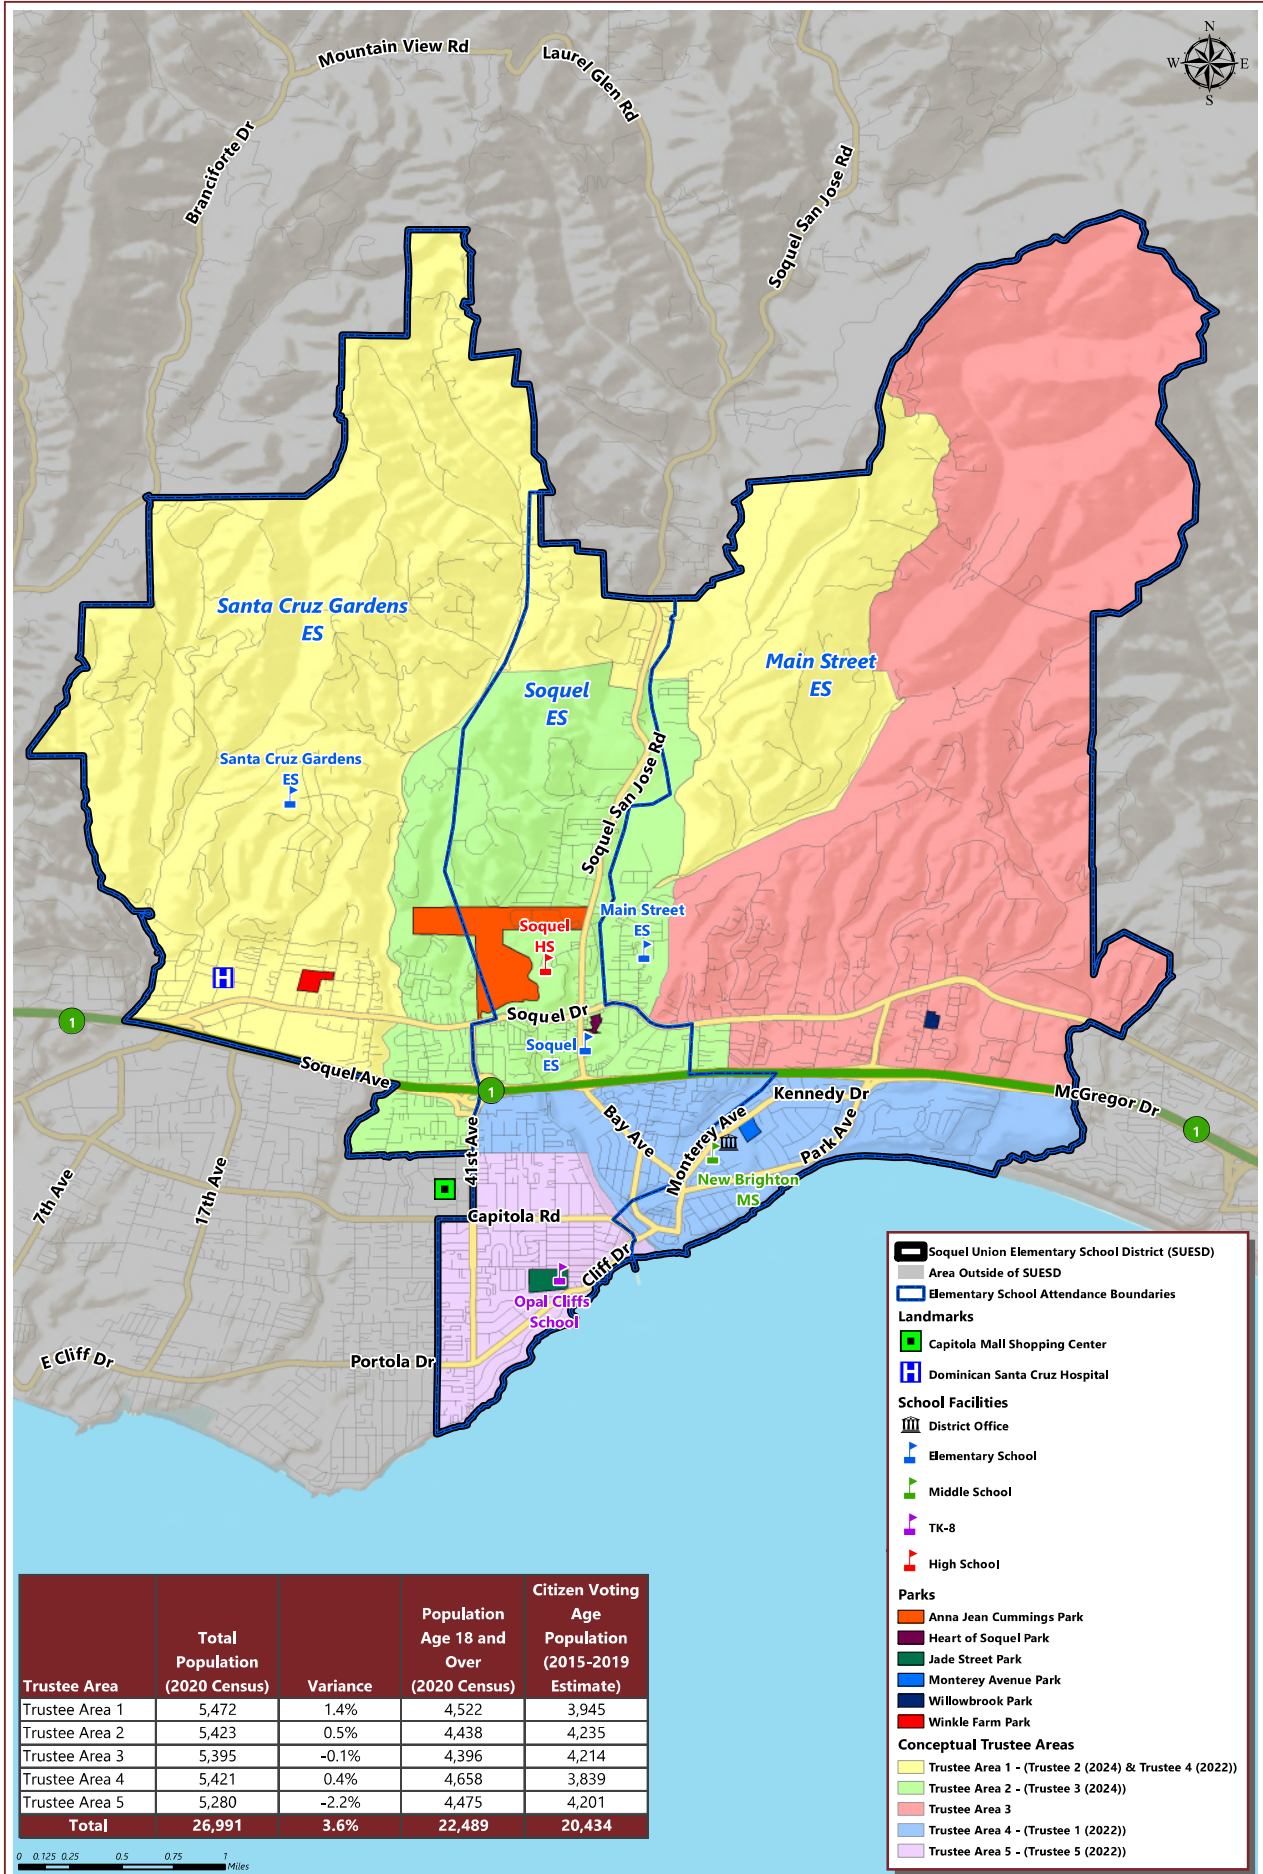 N
W E
S
Mountain View Rd
Laurel Glen Rd
Branciforte Dr
Soquel San Jose Rd
Santa Cruz Gardens
ES
Main Street
ES
Soquel
ES
Santa Cruz Gardens
ES
Soquel San Jose Rd
Main Street
ES
Soquel
HS
Soquel Dr
Soquel
ES
1
Soquel Ave
1
Kennedy Dr
McGregor Dr
1
Bay Ave
Monterey Ave
Park Ave
41st Ave
New Brighton
MS
7th Ave
17th Ave
Capitola Rd
Cliff Dr
Opal Cliffs
School
E Cliff Dr
Portola Dr
Soquel Union Elementary School District (SUESD)
Area Outside of SUESD
Elementary School Attendance Boundaries
Landmarks
Capitola Mall Shopping Center
H Dominican Santa Cruz Hospital
School Facilities
District Office
Elementary School
Middle School
TK-8
High School
Parks
Anna Jean Cummings Park
Heart of Soquel Park
Jade Street Park
Monterey Avenue Park
Willowbrook Park
Winkle Farm Park
Conceptual Trustee Areas
Trustee Area 1 - (Trustee 2 (2024) & Trustee 4 (2022))
Trustee Area 2 - (Trustee 3 (2024))
Trustee Area 3
Trustee Area 4 - (Trustee 1 (2022))
Trustee Area 5 - (Trustee 5 (2022))
Trustee Area Total Population (2020 Census) Variance Population Age 18 and Over (2020 Census) Citizen Voting Age Population (2015-2019 Estimate)
Trustee Area 1 5,472 1.4% 4,522 3,945
Trustee Area 2 5,423 0.5% 4,438 4,235
Trustee Area 3 5,395 -0.1% 4,396 4,214
Trustee Area 4 5,421 0.4% 4,658 3,839
Trustee Area 5 5,280 -2.2% 4,475 4,201
Total 26,991 3.6% 22,489 20,434
0 0.125 0.25 0.5 0.75 1
Miles